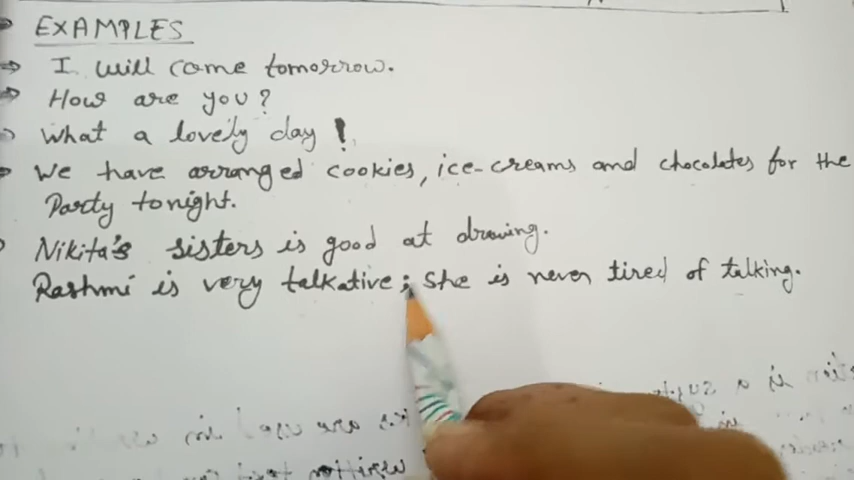 EXAMPLES
I will come tomorrow.
How are you?
What a lovely day!
We have arranged cookies, ice-creams and chocolates for the
Party tonight.
Nikita's sisters is good at drawing.
Rashmi is very talkative; She is never tired of talking.